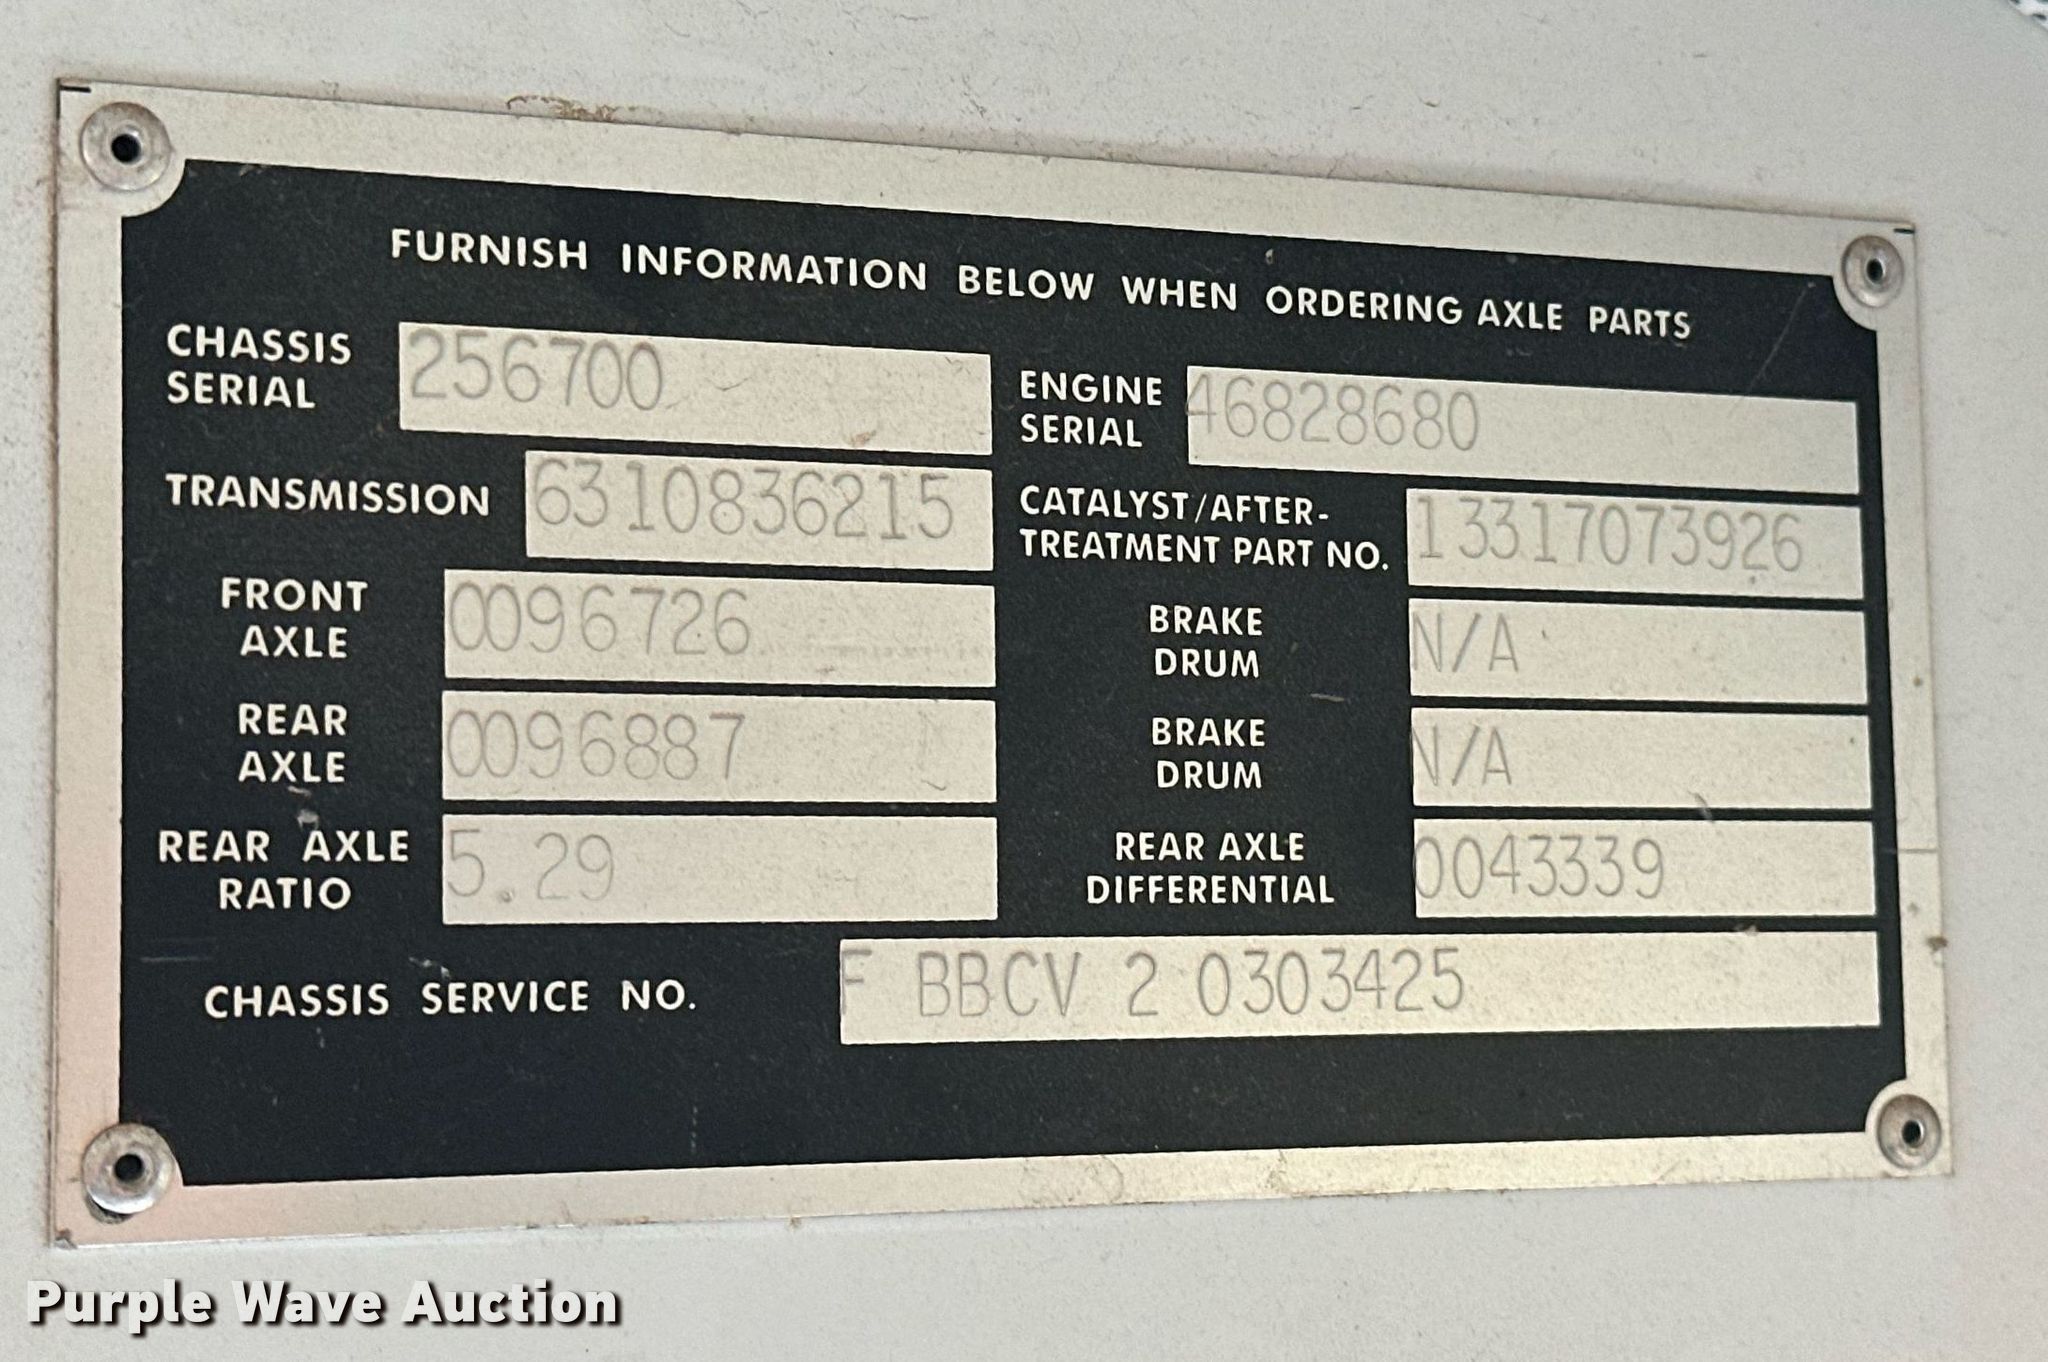 FURNISH INFORMATION BELOW WHEN ORDERING AXLE PARTS
CHASSIS SERIAL 256700
ENGINE SERIAL 46828680
TRANSMISSION 6310836215
CATALYST/AFTER-TREATMENT PART NO. 13317073926
FRONT AXLE 0096726
BRAKE DRUM N/A
REAR AXLE 0096887
BRAKE DRUM N/A
REAR AXLE RATIO 5.29
REAR AXLE DIFFERENTIAL 0043339
CHASSIS SERVICE NO. F BBCV 2 0303425
Purple Wave Auction